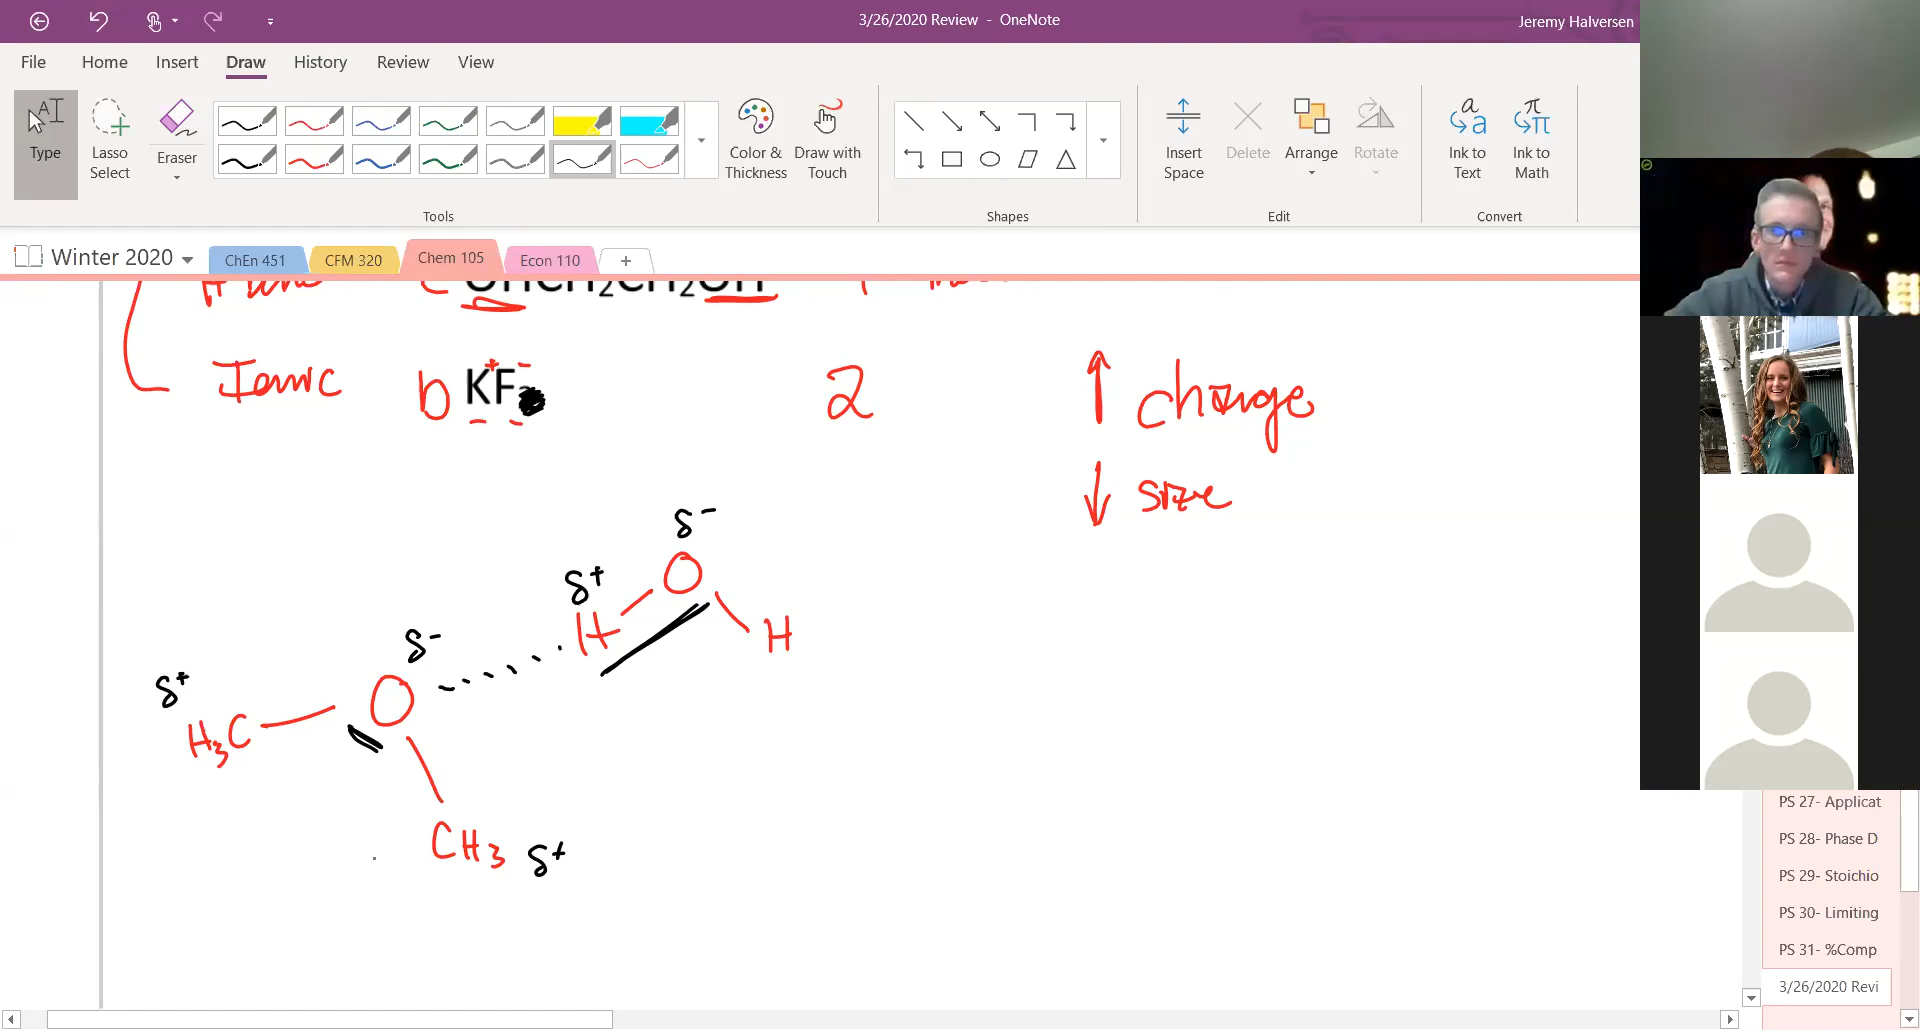 3/26/2020 Review - OneNote
Jeremy Halversen
File Home Insert Draw History Review View
Type
Lasso Select
Eraser
Color & Thickness
Draw with Touch
Insert Space
Delete
Arrange
Rotate
Ink to Text
Ink to Math
Tools
Shapes
Edit
Convert
Winter 2020
ChEn 451
CFM 320
Chem 105
Econ 110
+
Ionic b KF + - 2 ↑ charge
↓ size
δ-
δ+ O
H H
δ-
δ+ O
H3C
CH3 δ+
PS 27- Applicat
PS 28- Phase D
PS 29- Stoichio
PS 30- Limiting
PS 31- %Comp
3/26/2020 Revi